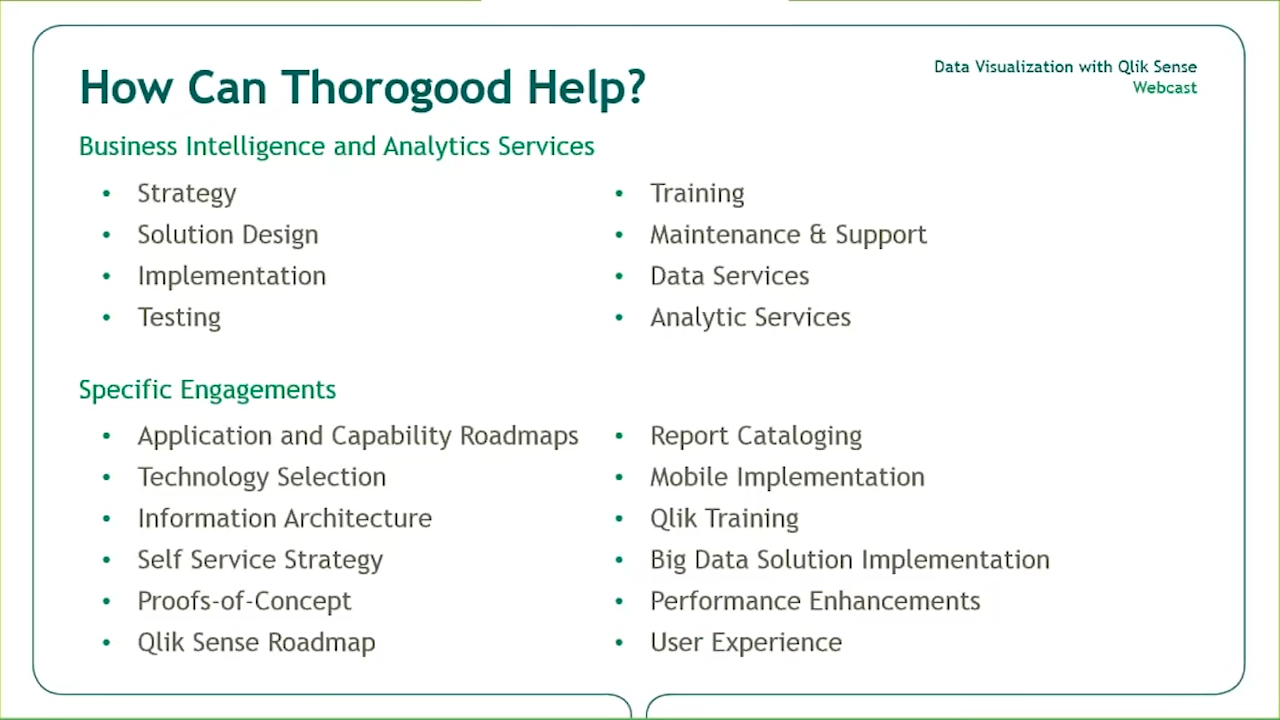 How Can Thorogood Help?
Data Visualization with Qlik Sense
Webcast
Business Intelligence and Analytics Services
• Strategy
• Solution Design
• Implementation
• Testing
• Training
• Maintenance & Support
• Data Services
• Analytic Services
Specific Engagements
• Application and Capability Roadmaps
• Technology Selection
• Information Architecture
• Self Service Strategy
• Proofs-of-Concept
• Qlik Sense Roadmap
• Report Cataloging
• Mobile Implementation
• Qlik Training
• Big Data Solution Implementation
• Performance Enhancements
• User Experience